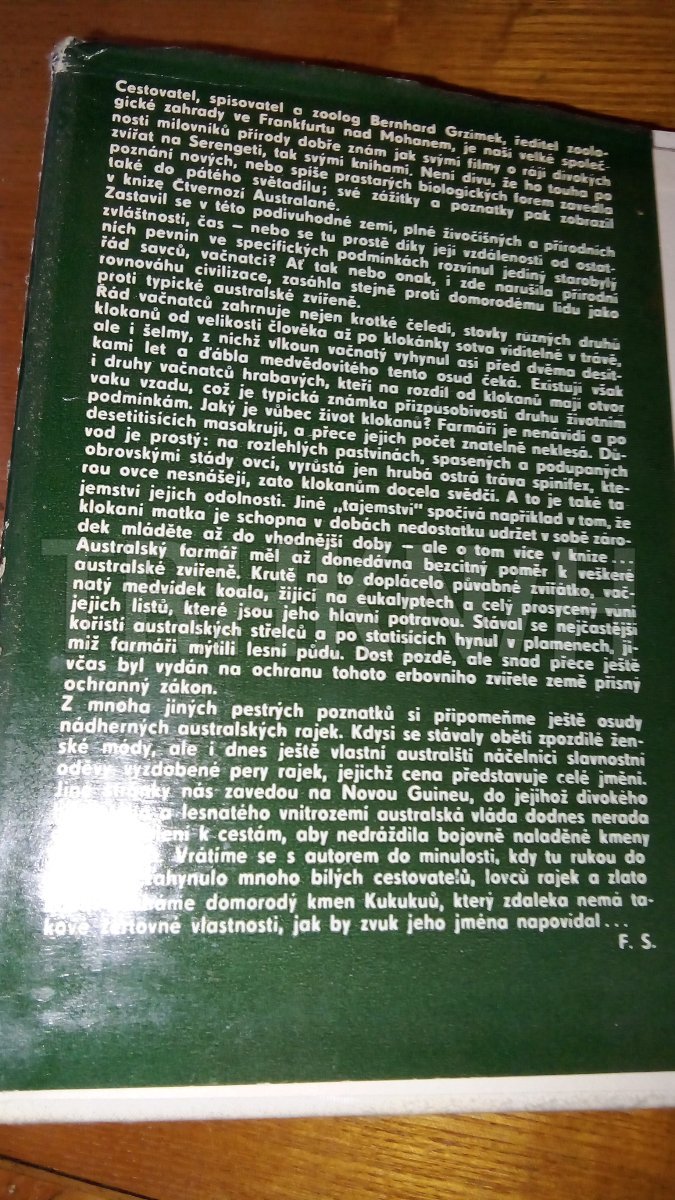 Cestovatel, spisovatel a zoolog Bernhard Grzimek, ředitel zoolo-
gické zahrady ve Frankfurtu nad Mohanem, je naší velké společ-
nosti milovníků přírody dobře znám jak svými filmy o ráji divokých
zvířat na Serengeti, tak svými knihami. Není divu, že ho touha po
poznání nových, nebo spíše prastarých biologických forem zavedla
také do pátého světadílu; své zážitky a poznatky pak zobrazil
v knize Čtvernozí Australané.
Zastavil se v této podivuhodné zemi, plné živočišných a přírodních
zvláštností, čas – nebo se tu prostě díky její vzdálenosti od ostat-
ních pevnin ve specifických podmínkách rozvinul jediný starobylý
řád savců, vačnatci? Ať tak nebo onak, i zde narušila přírodní
rovnováhu civilizace, zasáhla stejně proti domorodému lidu jako
proti typické australské zvířeně.
Řád vačnatců zahrnuje nejen krotké čeledi, stovky různých druhů
klokanů od velikosti člověka až po klokánky sotva viditelné v trávě,
ale i šelmy, z nichž vlkoun vačnatý vyhynul asi před dvěma desít-
kami let a ďábla medvědovitého tento osud čeká. Existují však
i druhy vačnatců hrabavých, kteří na rozdíl od klokanů mají otvor
vaku vzadu, což je typická známka přizpůsobivosti druhu životním
podmínkám. Jaký je vůbec život klokanů? Farmáři je nenávidí a po
desetitisících masakrují, a přece jejich počet znatelně neklesá. Dů-
vod je prostý: na rozlehlých pastvinách, spasených a podupaných
obrovskými stády ovcí, vyrůstá jen hrubá ostrá tráva spinifex, kte-
rou ovce nesnášejí, zato klokanům docela svědčí. A to je také ta-
jemství jejich odolnosti. Jiné „tajemství" spočívá například v tom, že
klokaní matka je schopna v dobách nedostatku udržet v sobě záro-
dek mláděte až do vhodnější doby – ale o tom více v knize...
Australský farmář měl až donedávna bezcitný poměr k veškeré
australské zvířeně. Krutě na to doplácelo půvabné zvířátko, vač-
natý medvídek koala, žijící na eukalyptech a celý prosycený vůní
jejich listů, které jsou jeho hlavní potravou. Stával se nejčastější
kořistí australských střelců a po statisících hynul v plamenech, ji-
miž farmáři mýtili lesní půdu. Dost pozdě, ale snad přece ještě
včas byl vydán na ochranu tohoto erbovního zvířete země přísný
ochranný zákon.
Z mnoha jiných pestrých poznatků si připomeňme ještě osudy
nádherných australských rajek. Kdysi se stávaly obětí zpozdilé žen-
ské módy, ale i dnes ještě vlastní australští náčelníci slavnostní
oděvy vyzdobené pery rajek, jejichž cena představuje celé jmění.
Jiné stránky nás zavedou na Novou Guineu, do jejíhož divokého
a lesnatého vnitrozemí australská vláda dodnes nerada
k cestám, aby nedráždila bojovně naladěné kmeny
Vrátíme se s autorem do minulosti, kdy tu rukou do
zahynulo mnoho bílých cestovatelů, lovců rajek a zlato
domorodý kmen Kukukuů, který zdaleka nemá ta-
kové žertovné vlastnosti, jak by zvuk jeho jména napovídal...
F. S.